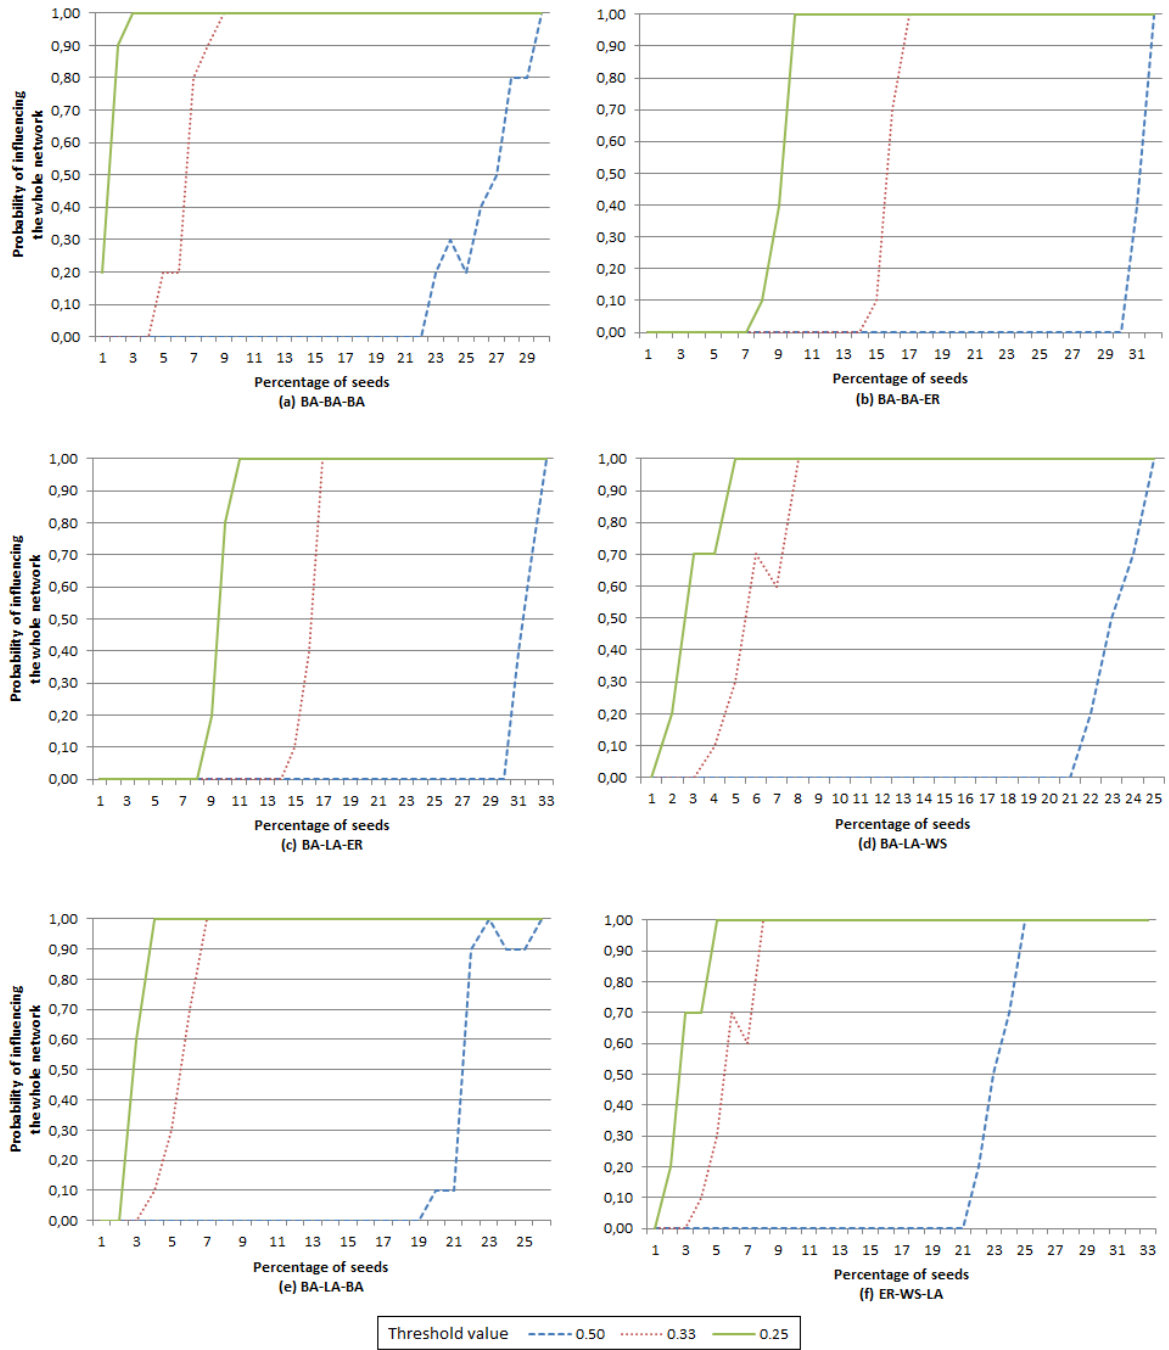 1,00
0,90
0,80
0,70
0,60
0,50
0,40
0,30
0,20
0,10
0,00
Probability of influencing
the whole network
1 3 5 7 9 11 13 15 17 19 21 23 25 27 29
Percentage of seeds
(a) BA-BA-BA
1,00
0,90
0,80
0,70
0,60
0,50
0,40
0,30
0,20
0,10
0,00
1 3 5 7 9 11 13 15 17 19 21 23 25 27 29 31
Percentage of seeds
(b) BA-BA-ER
1,00
0,90
0,80
0,70
0,60
0,50
0,40
0,30
0,20
0,10
0,00
Probability of influencing
the whole network
1 3 5 7 9 11 13 15 17 19 21 23 25 27 29 31 33
Percentage of seeds
(c) BA-LA-ER
1,00
0,90
0,80
0,70
0,60
0,50
0,40
0,30
0,20
0,10
0,00
1 2 3 4 5 6 7 8 9 10 11 12 13 14 15 16 17 18 19 20 21 22 23 24 25
Percentage of seeds
(d) BA-LA-WS
1,00
0,90
0,80
0,70
0,60
0,50
0,40
0,30
0,20
0,10
0,00
Probability of influencing
the whole network
1 3 5 7 9 11 13 15 17 19 21 23 25
Percentage of seeds
(e) BA-LA-BA
1,00
0,90
0,80
0,70
0,60
0,50
0,40
0,30
0,20
0,10
0,00
1 3 5 7 9 11 13 15 17 19 21 23 25 27 29 31 33
Percentage of seeds
(f) ER-WS-LA
Threshold value 0.50 0.33 0.25